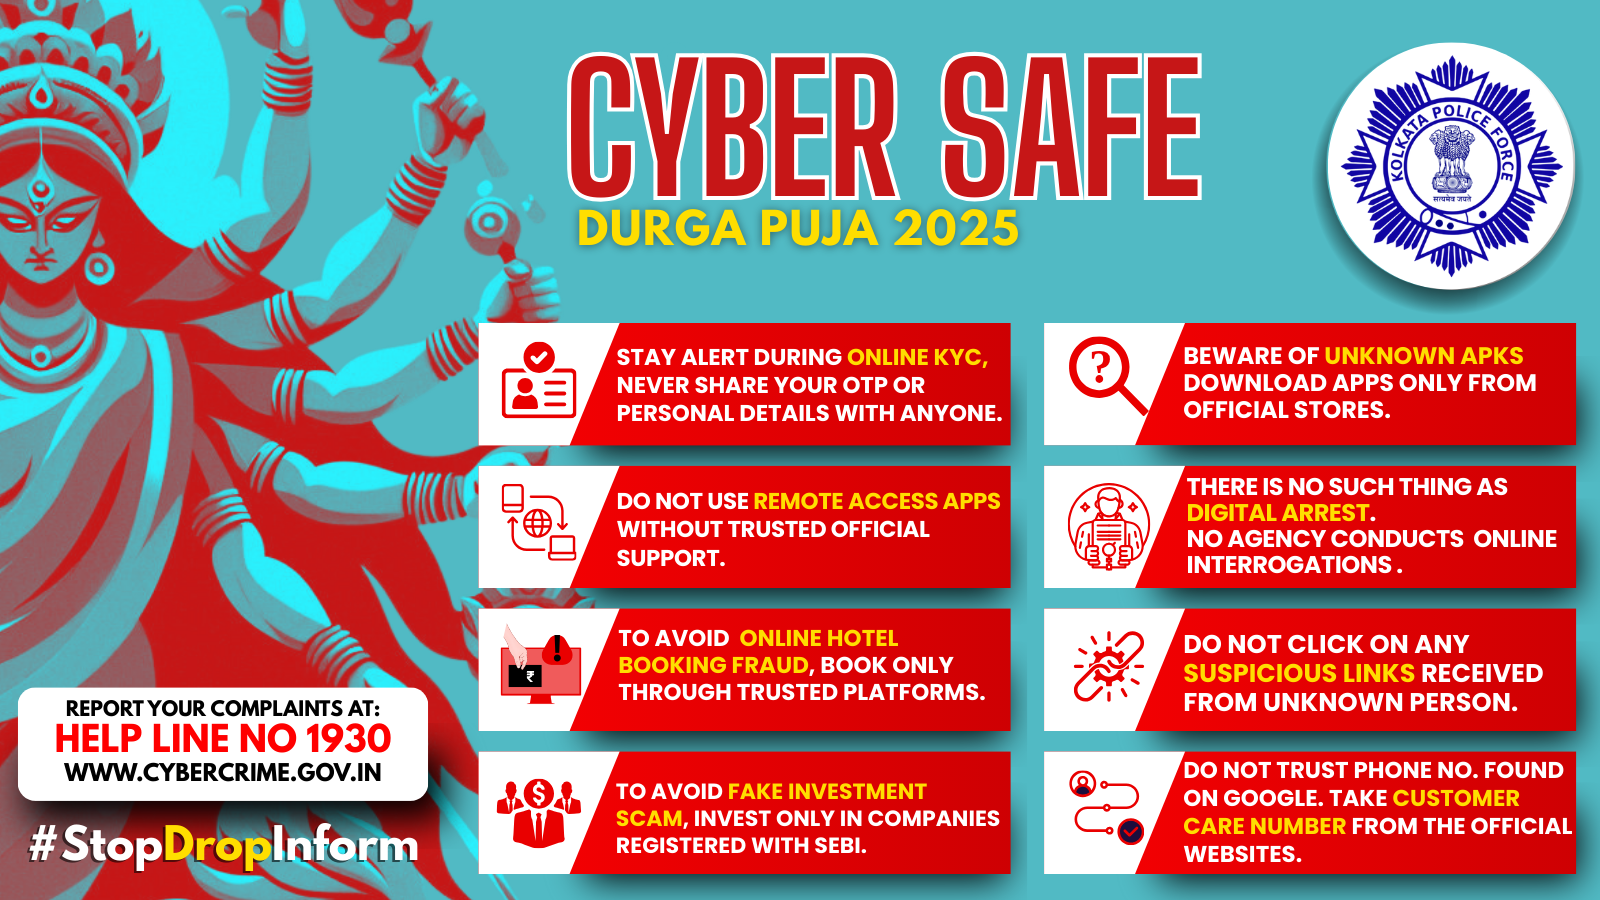 CYBER SAFE
DURGA PUJA 2025
KOLKATA POLICE FORCE
सत्यमेव जयते
STAY ALERT DURING ONLINE KYC,
NEVER SHARE YOUR OTP OR
PERSONAL DETAILS WITH ANYONE.
BEWARE OF UNKNOWN APKS
DOWNLOAD APPS ONLY FROM
OFFICIAL STORES.
?
DO NOT USE REMOTE ACCESS APPS
WITHOUT TRUSTED OFFICIAL
SUPPORT.
THERE IS NO SUCH THING AS
DIGITAL ARREST.
NO AGENCY CONDUCTS ONLINE
INTERROGATIONS .
TO AVOID ONLINE HOTEL
BOOKING FRAUD, BOOK ONLY
THROUGH TRUSTED PLATFORMS.
!
₹
DO NOT CLICK ON ANY
SUSPICIOUS LINKS RECEIVED
FROM UNKNOWN PERSON.
TO AVOID FAKE INVESTMENT
SCAM, INVEST ONLY IN COMPANIES
REGISTERED WITH SEBI.
$
DO NOT TRUST PHONE NO. FOUND
ON GOOGLE. TAKE CUSTOMER
CARE NUMBER FROM THE OFFICIAL
WEBSITES.
REPORT YOUR COMPLAINTS AT:
HELP LINE NO 1930
WWW.CYBERCRIME.GOV.IN
#StopDropInform